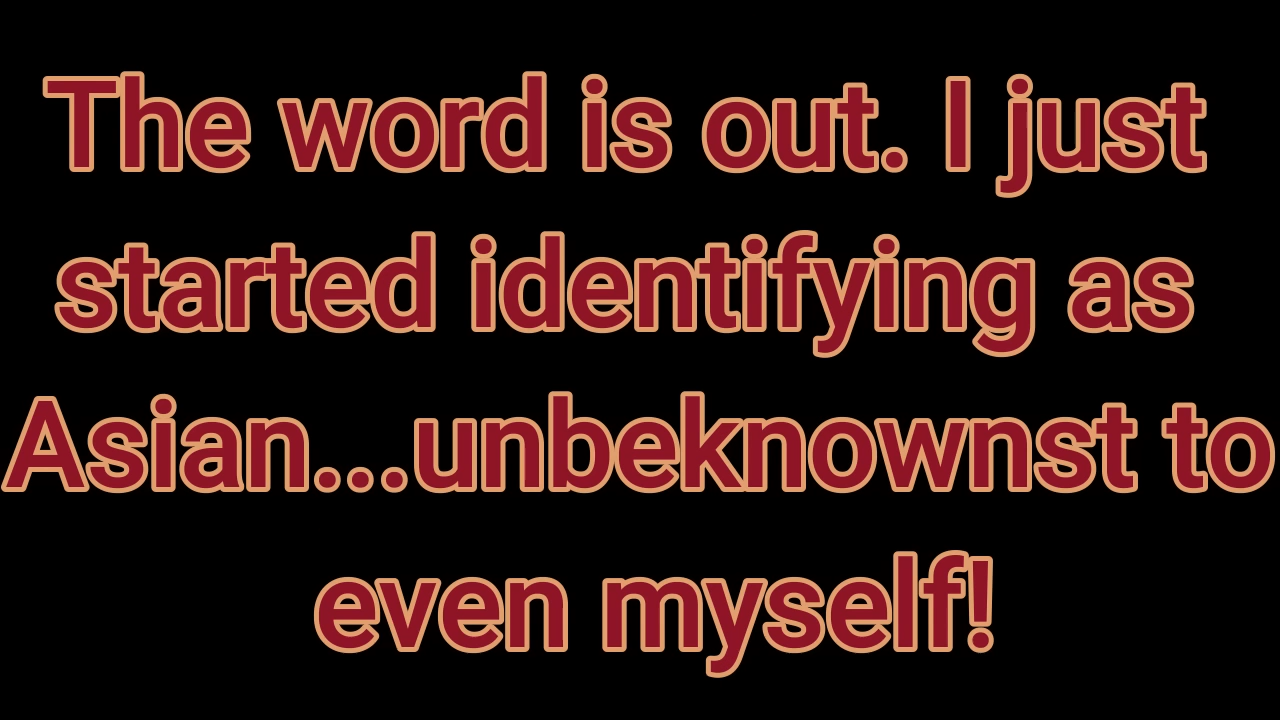 The word is out. I just
started identifying as
Asian...unbeknownst to
even myself!